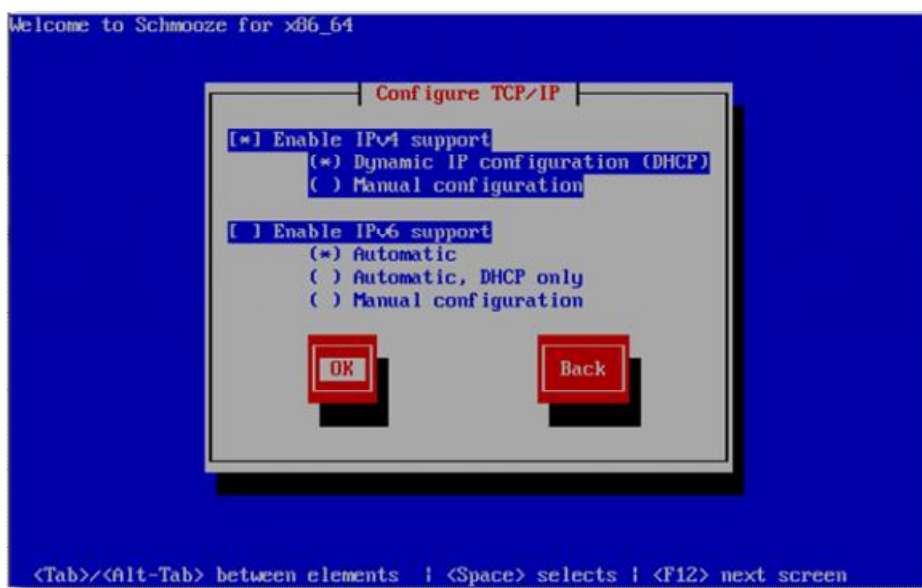 Welcome to Schmooze for x86_64
Configure TCP/IP
[*] Enable IPv4 support
(*) Dynamic IP configuration (DHCP)
( ) Manual configuration
[ ] Enable IPv6 support
(*) Automatic
( ) Automatic, DHCP only
( ) Manual configuration
OK Back
<Tab>/<Alt-Tab> between elements | <Space> selects | <F12> next screen